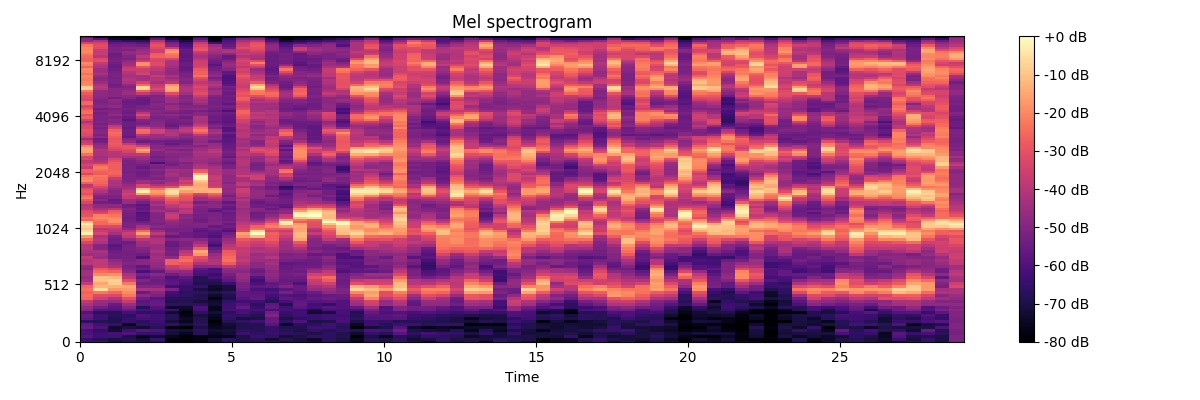 Mel spectrogram
+0 dB
8192
-10 dB
4096
-20 dB
-30 dB
2048
Hz
-40 dB
1024
-50 dB
-60 dB
512
-70 dB
0
-80 dB
0 5 10 15 20 25
Time